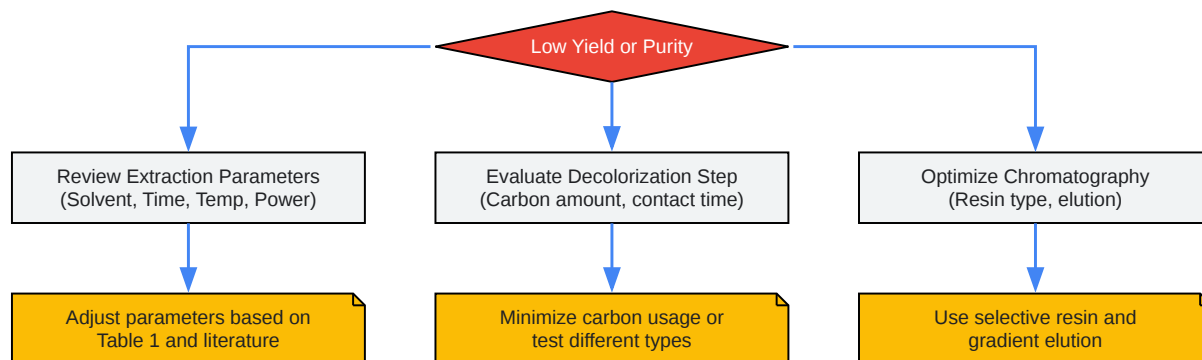 Low Yield or Purity
Review Extraction Parameters
(Solvent, Time, Temp, Power)
Evaluate Decolorization Step
(Carbon amount, contact time)
Optimize Chromatography
(Resin type, elution)
Adjust parameters based on
Table 1 and literature
Minimize carbon usage or
test different types
Use selective resin and
gradient elution